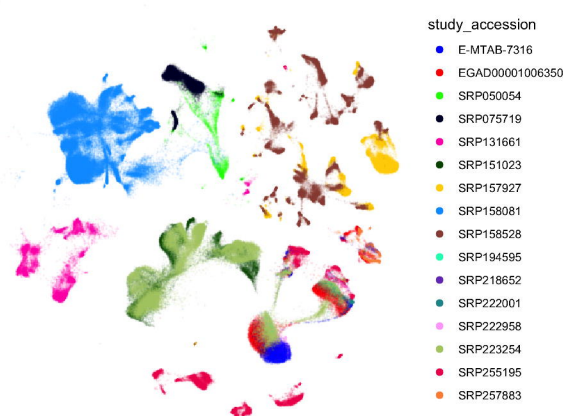 study_accession
E-MTAB-7316
EGAD00001006350
SRP050054
SRP075719
SRP131661
SRP151023
SRP157927
SRP158081
SRP158528
SRP194595
SRP218652
SRP222001
SRP222958
SRP223254
SRP255195
SRP257883